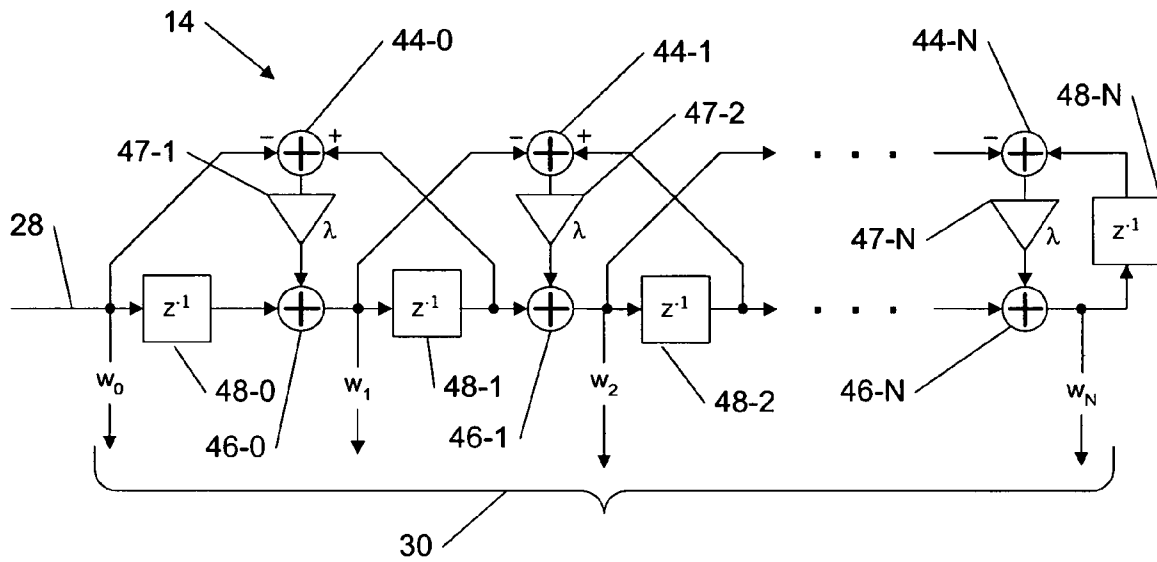 14
44-0
44-1
44-N
48-N
47-2
47-1
− +
− +
−
28
λ
λ
47-N
λ
z-1
z-1
z-1
z-1
. . .
. . .
w0
48-0
w1
48-1
w2
48-2
46-N
wN
46-0
46-1
30